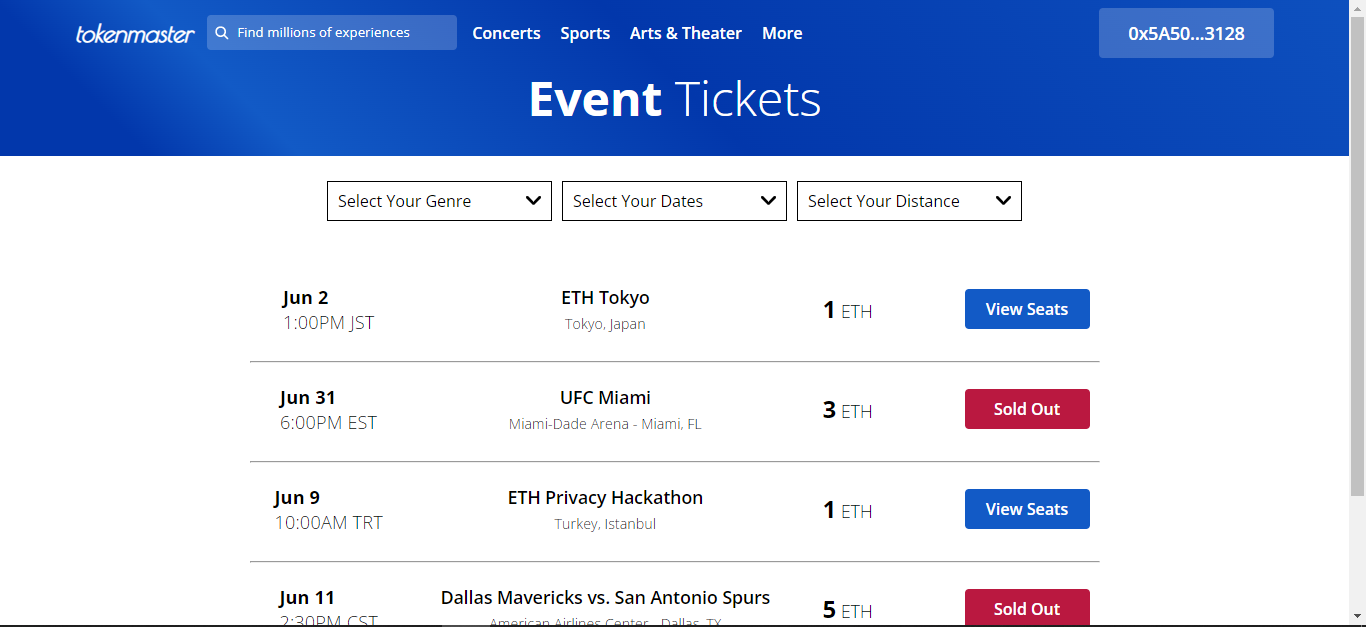 tokenmaster
Find millions of experiences
Concerts Sports Arts & Theater More
0x5A50...3128
Event Tickets
Select Your Genre Select Your Dates Select Your Distance
Jun 2 ETH Tokyo 1 ETH View Seats
1:00PM JST Tokyo, Japan
Jun 31 UFC Miami 3 ETH Sold Out
6:00PM EST Miami-Dade Arena - Miami, FL
Jun 9 ETH Privacy Hackathon 1 ETH View Seats
10:00AM TRT Turkey, Istanbul
Jun 11 Dallas Mavericks vs. San Antonio Spurs 5 ETH Sold Out
2:30PM CST American Airlines Center - Dallas, TX